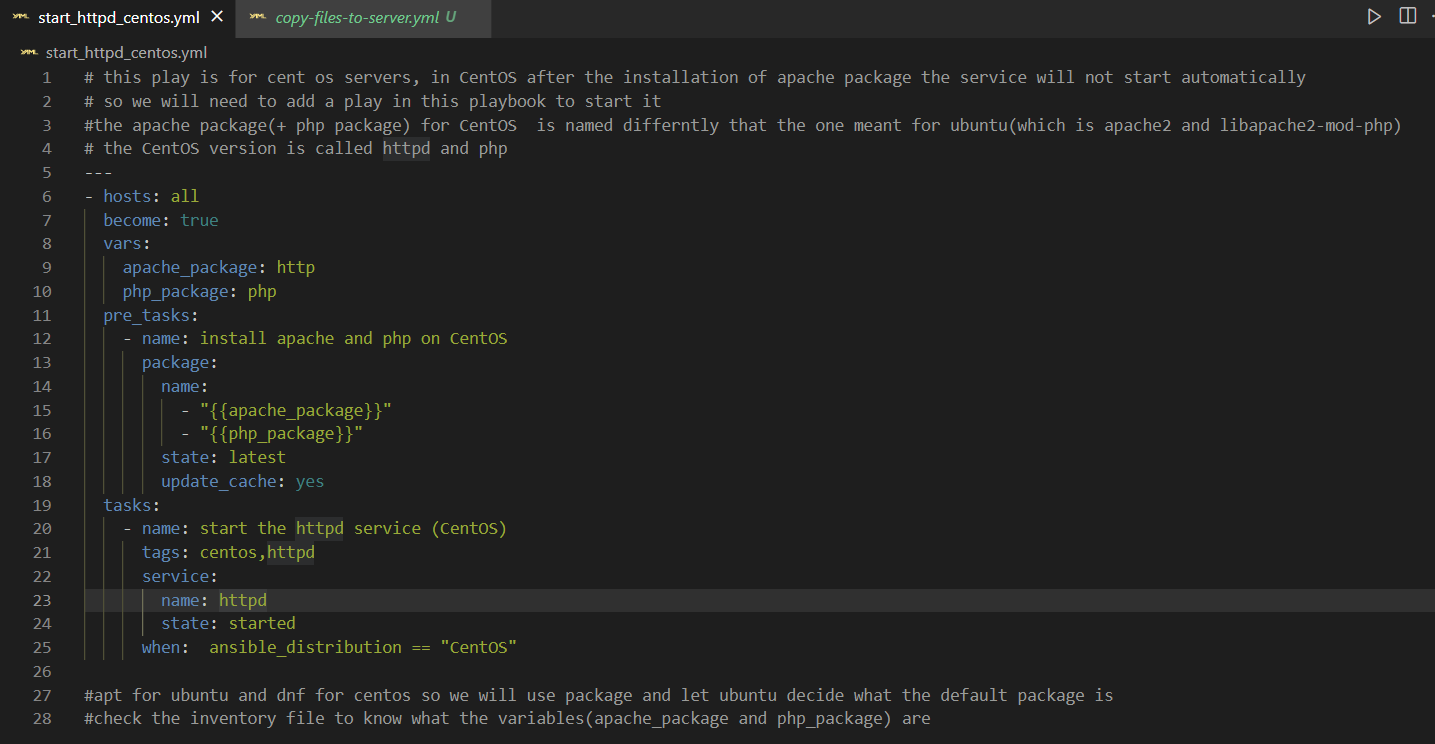 start_httpd_centos.yml
copy-files-to-server.yml U
start_httpd_centos.yml
1 # this play is for cent os servers, in CentOS after the installation of apache package the service will not start automatically
2 # so we will need to add a play in this playbook to start it
3 #the apache package(+ php package) for CentOS  is named differntly that the one meant for ubuntu(which is apache2 and libapache2-mod-php)
4 # the CentOS version is called httpd and php
5 ---
6 - hosts: all
7   become: true
8   vars:
9     apache_package: http
10     php_package: php
11   pre_tasks:
12     - name: install apache and php on CentOS
13       package:
14         name:
15           - "{{apache_package}}"
16           - "{{php_package}}"
17         state: latest
18         update_cache: yes
19   tasks:
20     - name: start the httpd service (CentOS)
21       tags: centos,httpd
22       service:
23         name: httpd
24         state: started
25       when:  ansible_distribution == "CentOS"
26
27 #apt for ubuntu and dnf for centos so we will use package and let ubuntu decide what the default package is
28 #check the inventory file to know what the variables(apache_package and php_package) are